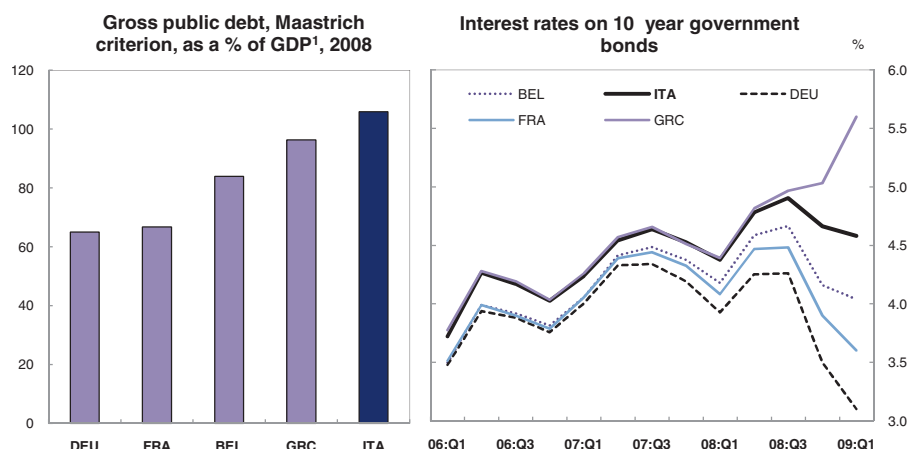 Gross public debt, Maastrich
criterion, as a % of GDP¹, 2008
120
100
80
60
40
20
0
DEU FRA BEL GRC ITA
Interest rates on 10 year government
bonds
%
BEL ITA DEU
FRA GRC
6.0
5.5
5.0
4.5
4.0
3.5
3.0
06:Q1 06:Q3 07:Q1 07:Q3 08:Q1 08:Q3 09:Q1